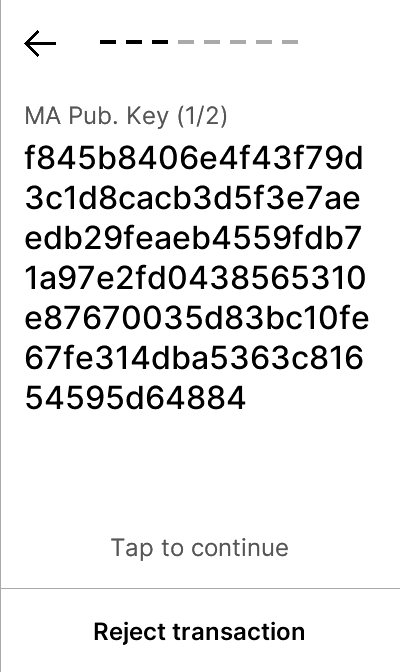 MA Pub. Key (1/2)
f845b8406e4f43f79d
3c1d8cacb3d5f3e7ae
edb29feaeb4559fdb7
1a97e2fd0438565310
e87670035d83bc10fe
67fe314dba5363c816
54595d64884
Tap to continue
Reject transaction